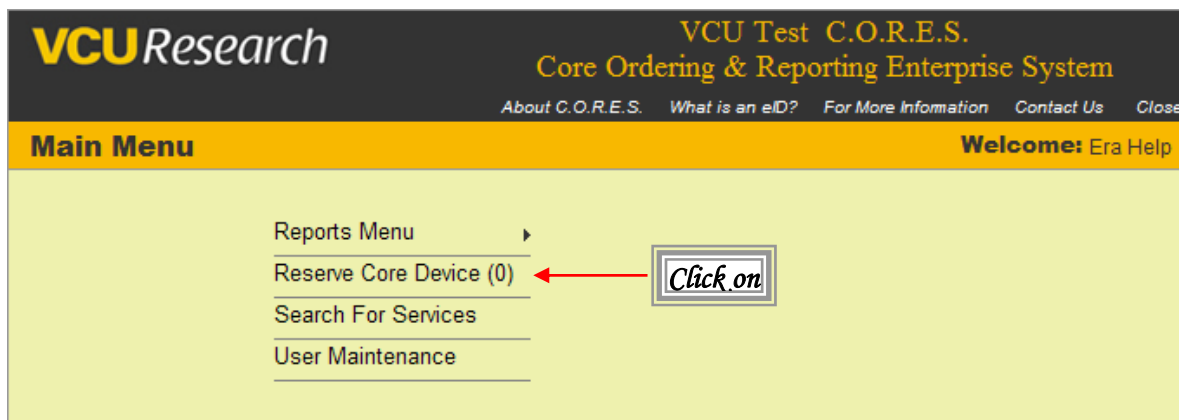 VCU Research
VCU Test C.O.R.E.S.
Core Ordering & Reporting Enterprise System
About C.O.R.E.S. What is an eID? For More Information Contact Us Close
Main Menu
Welcome: Era Help
Reports Menu
Reserve Core Device (0)
Click on
Search For Services
User Maintenance